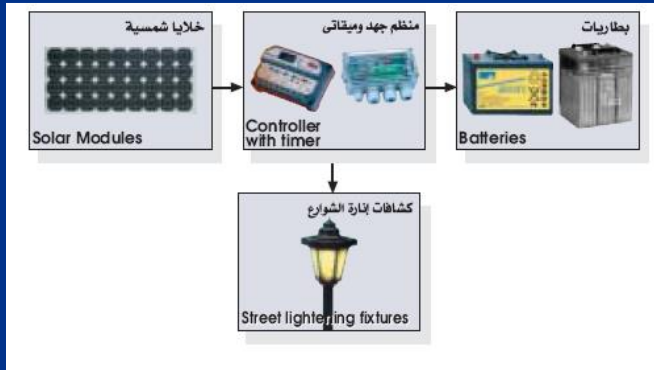 خلايا شمسية
Solar Modules
منظم جهد وميقاتى
Controller
with timer
بطاريات
Batteries
كشافات إنارة الشوارع
Street lightering fixtures